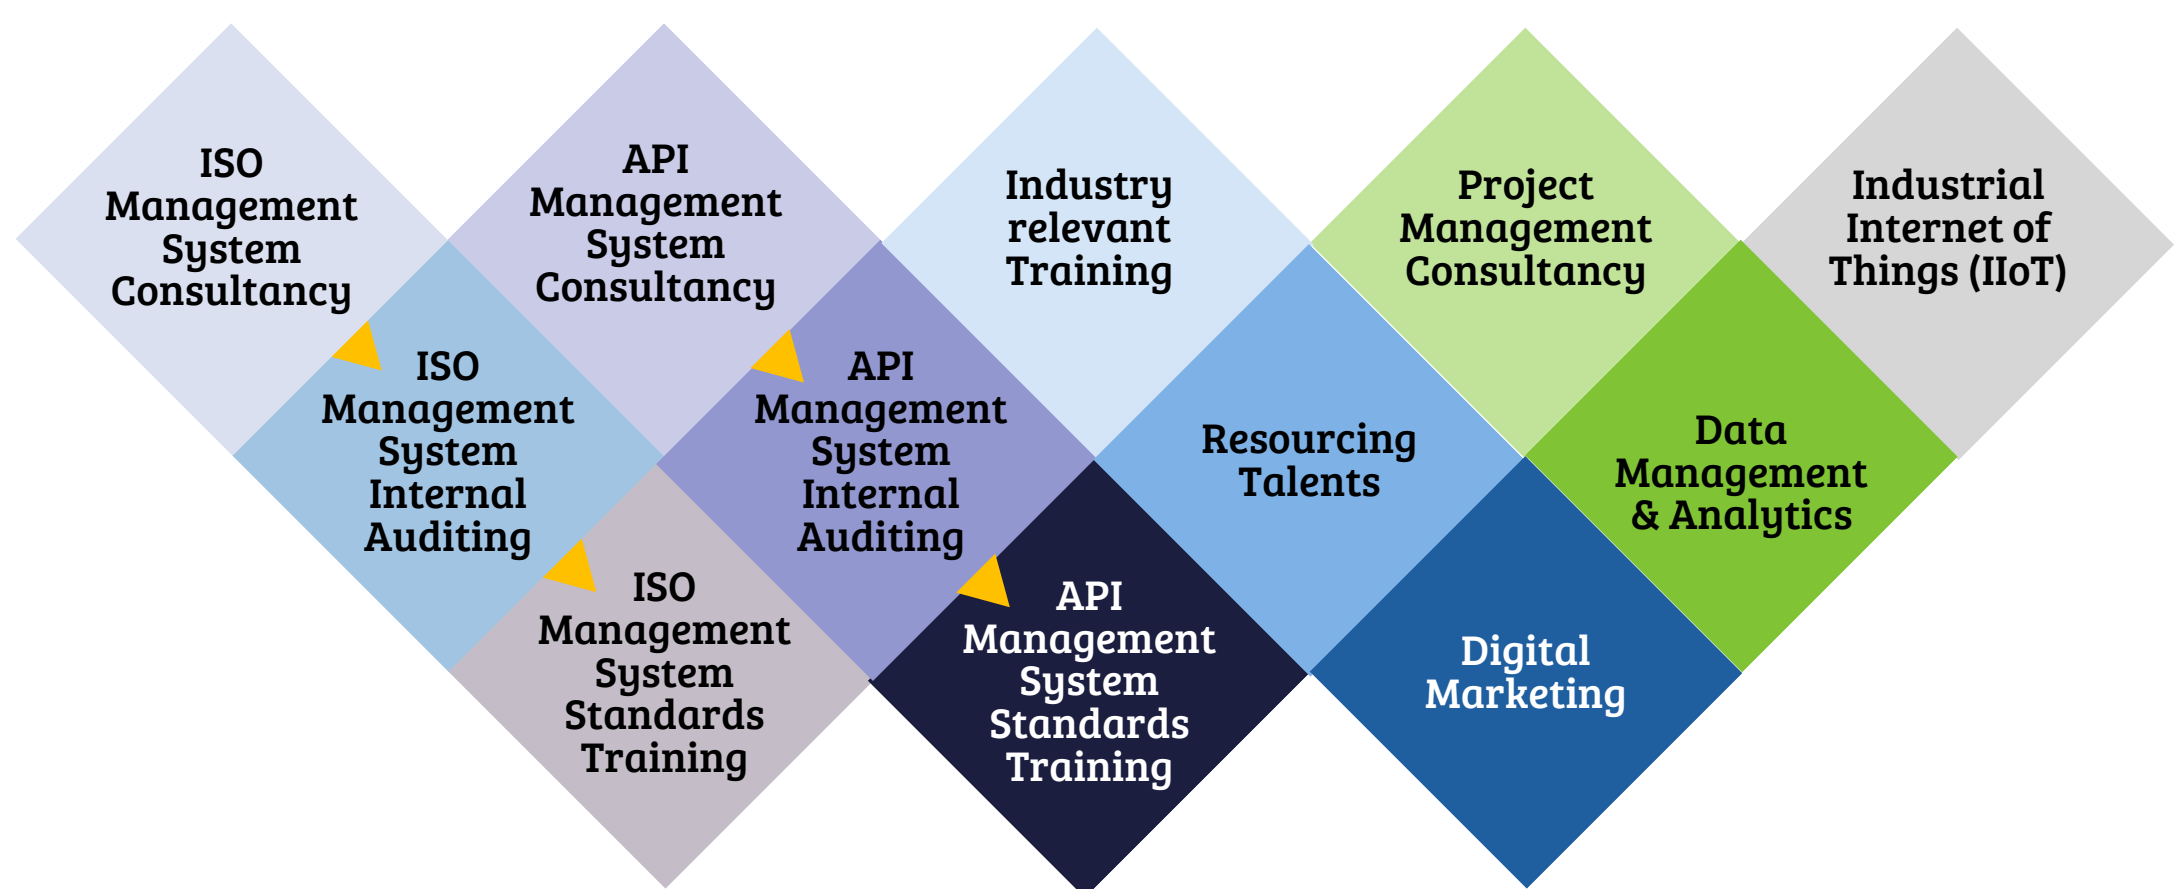 ISO
Management
System
Consultancy
API
Management
System
Consultancy
Industry
relevant
Training
Project
Management
Consultancy
Industrial
Internet of
Things (IIoT)
ISO
Management
System
Internal
Auditing
API
Management
System
Internal
Auditing
Resourcing
Talents
Data
Management
& Analytics
ISO
Management
System
Standards
Training
API
Management
System
Standards
Training
Digital
Marketing